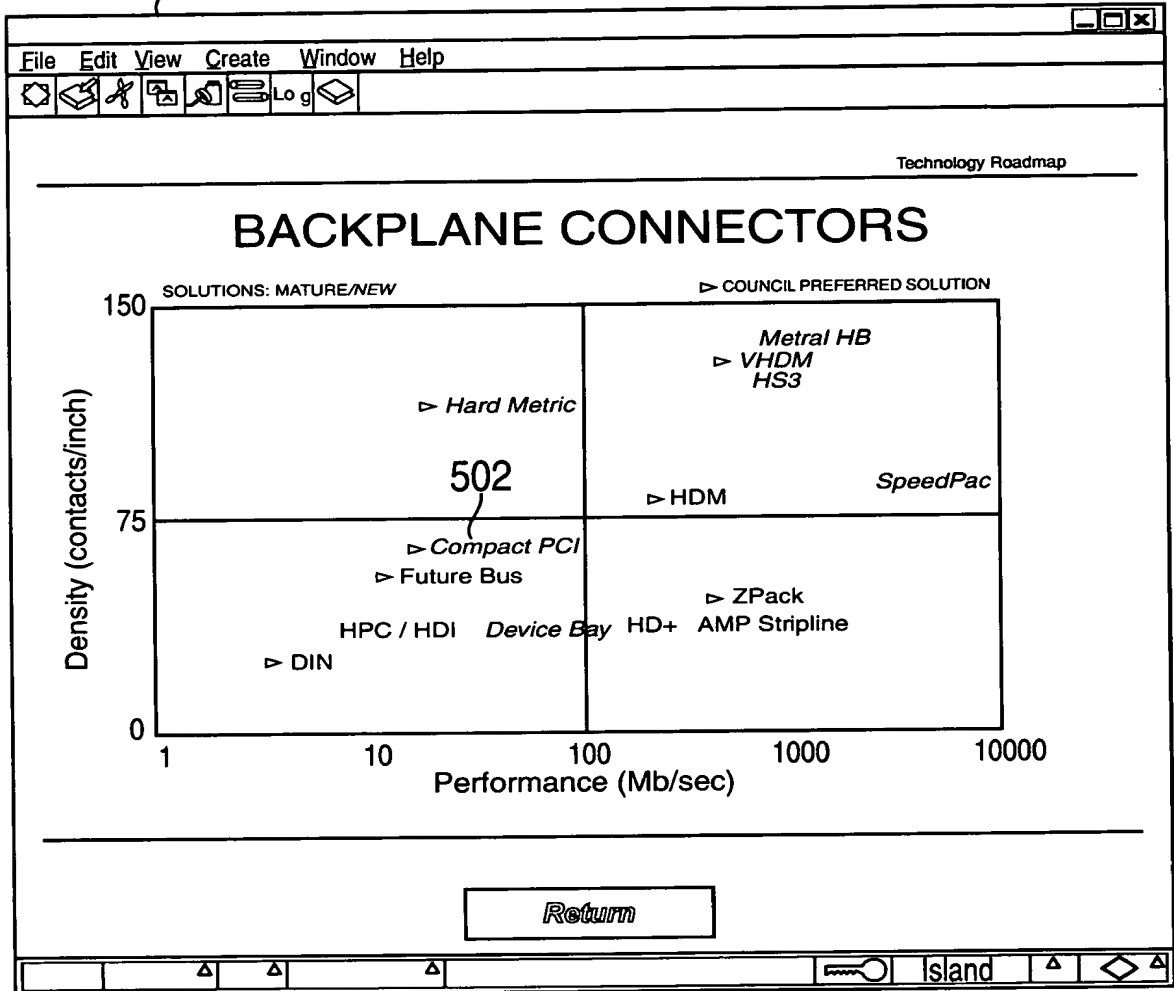 File Edit View Create Window Help
Log
Technology Roadmap
BACKPLANE CONNECTORS
SOLUTIONS: MATURE/NEW
▻ COUNCIL PREFERRED SOLUTION
150
Metral HB
▻ VHDM
HS3
▻ Hard Metric
502
SpeedPac
▻ HDM
75
▻ Compact PCI
▻ Future Bus
▻ ZPack
HPC / HDI Device Bay HD+ AMP Stripline
▻ DIN
0
Density (contacts/inch)
1 10 100 1000 10000
Performance (Mb/sec)
Return
Island